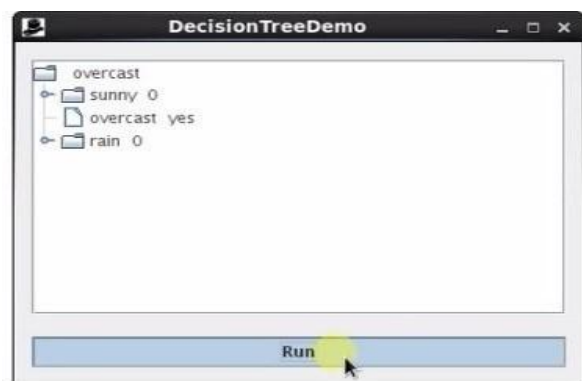 DecisionTreeDemo
overcast
sunny 0
overcast yes
rain 0
Run